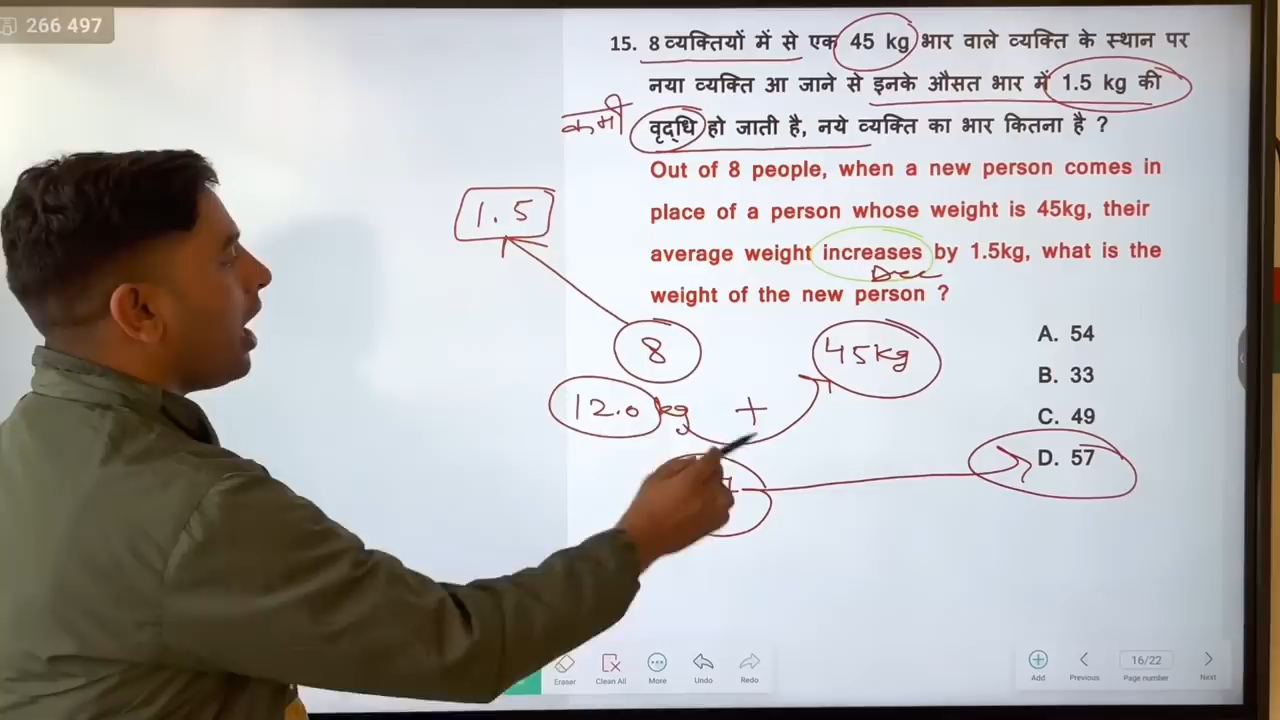 266 497
15. 8 व्यक्तियों में से एक 45 kg भार वाले व्यक्ति के स्थान पर
नया व्यक्ति आ जाने से इनके औसत भार में 1.5 kg की
कमी
वृद्धि हो जाती है, नये व्यक्ति का भार कितना है ?
Out of 8 people, when a new person comes in
place of a person whose weight is 45kg, their
average weight increases by 1.5kg, what is the
Dec
weight of the new person ?
1.5
8
45kg
12.0 kg +
A. 54
B. 33
C. 49
D. 57
Eraser
Clean All
More
Undo
Redo
Add
Previous
16/22
Page number
Next